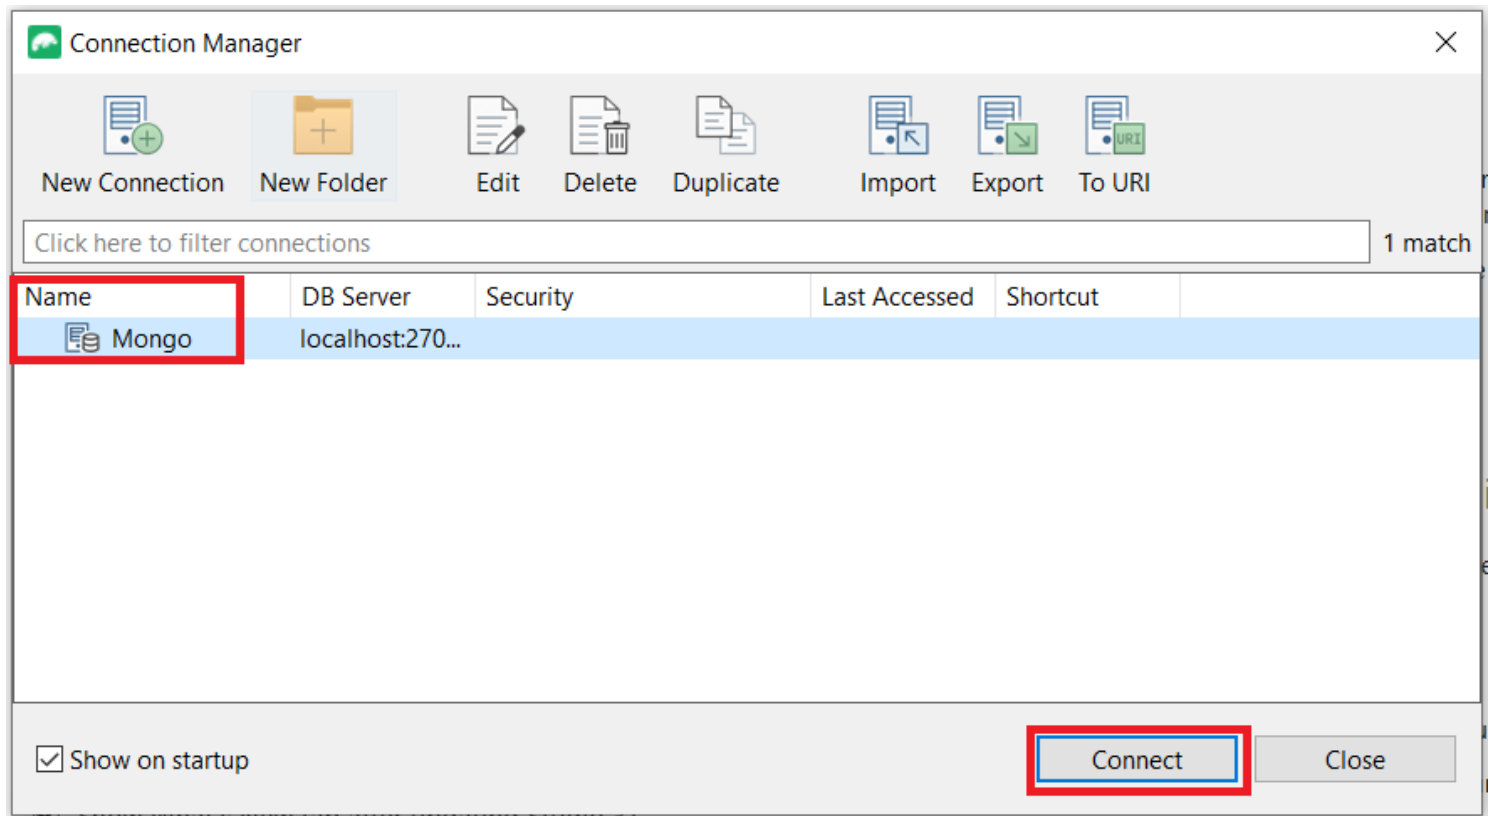 Connection Manager
New Connection New Folder Edit Delete Duplicate Import Export To URI
URI
Click here to filter connections 1 match
Name DB Server Security Last Accessed Shortcut
Mongo localhost:270...
Show on startup Connect Close